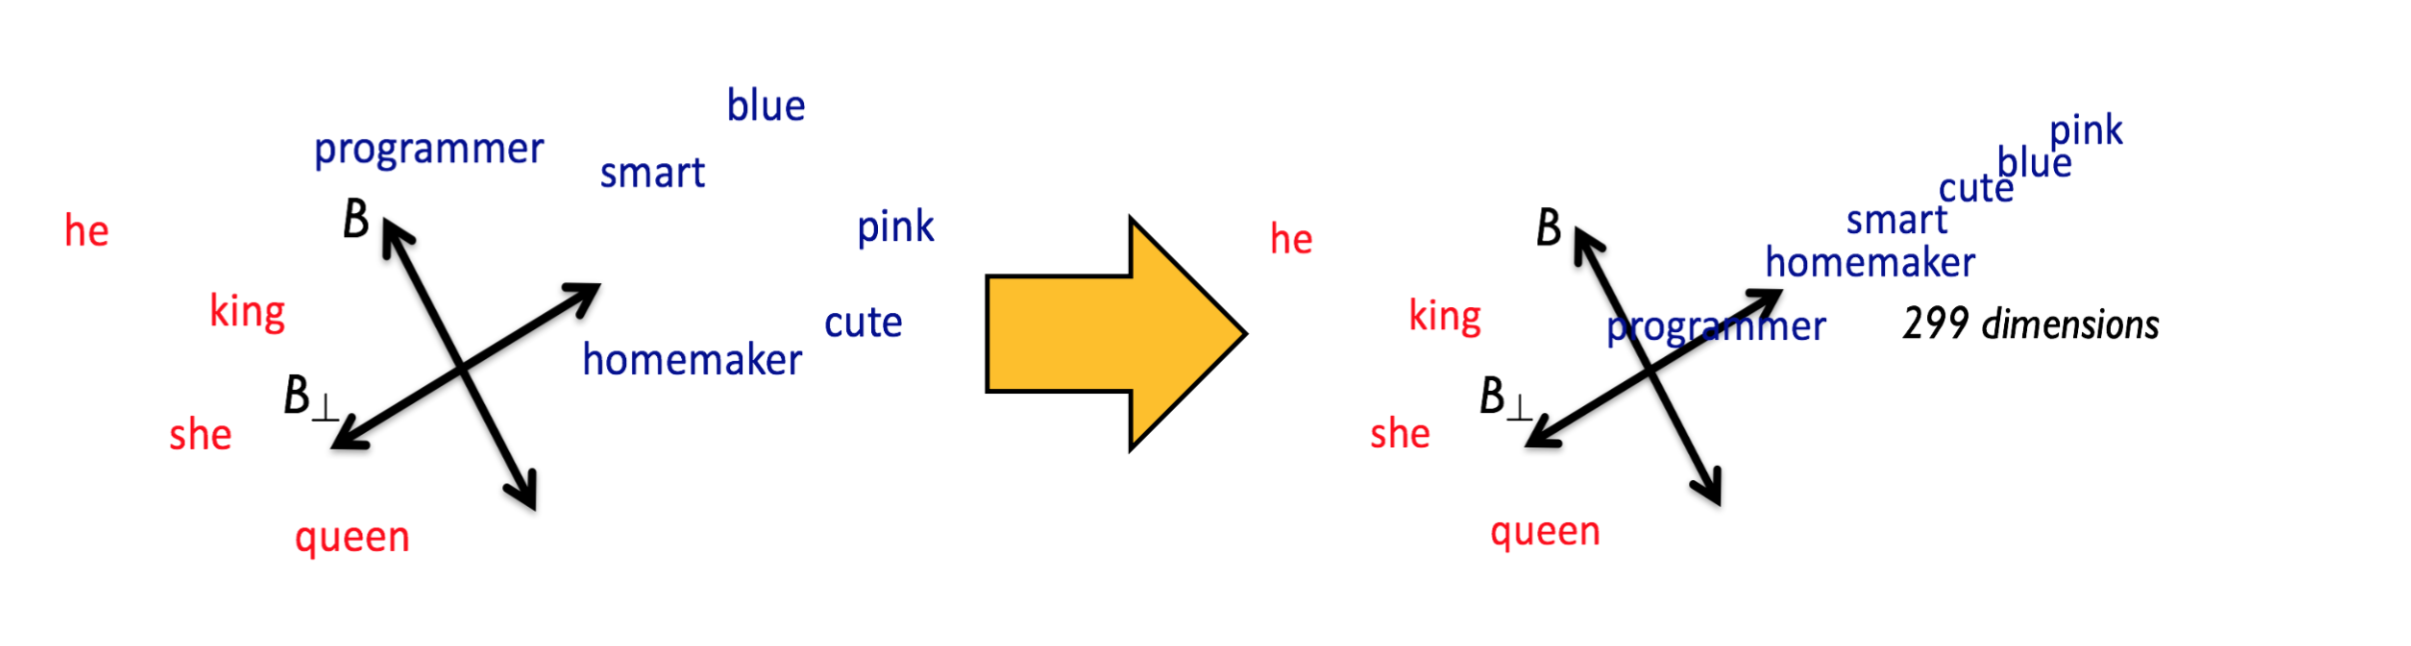 blue
programmer
smart
B
he
pink
king
cute
homemaker
B⊥
she
queen
pink
blue
cute
smart
B
he
homemaker
king
programmer
299 dimensions
B⊥
she
queen